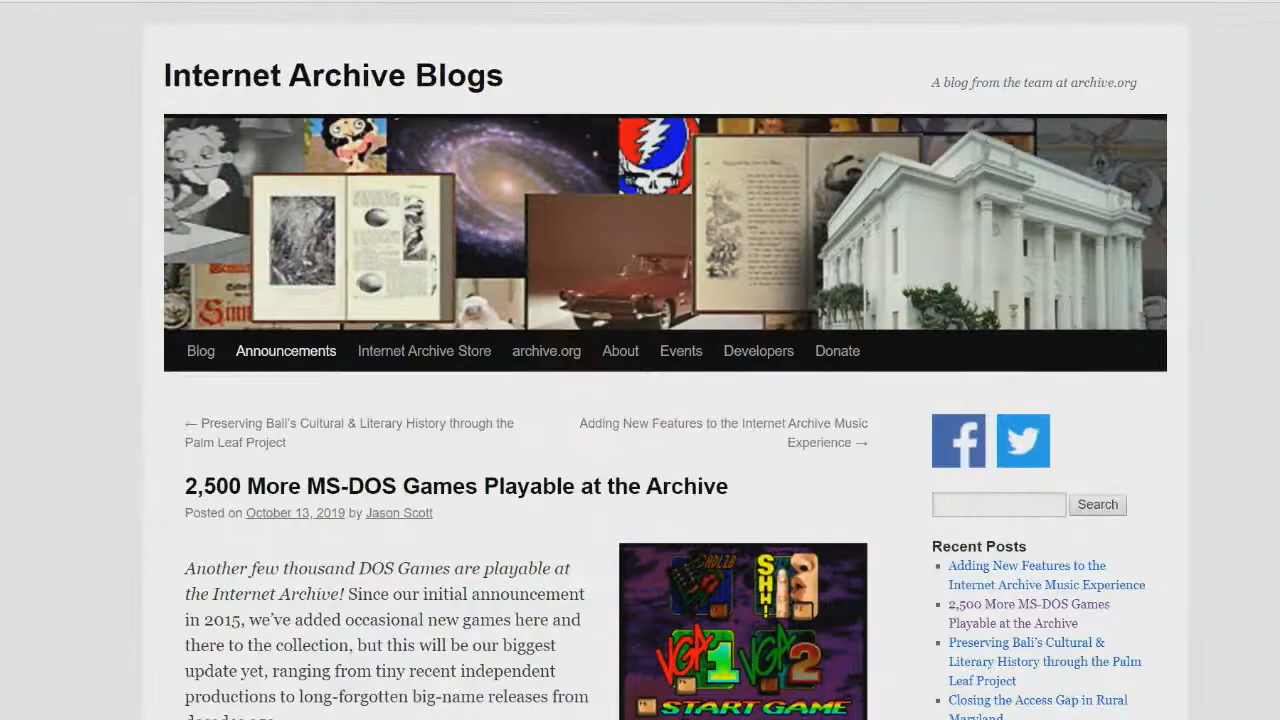 Internet Archive Blogs
A blog from the team at archive.org
Blog Announcements Internet Archive Store archive.org About Events Developers Donate
← Preserving Bali's Cultural & Literary History through the
Palm Leaf Project
Adding New Features to the Internet Archive Music
Experience →
2,500 More MS-DOS Games Playable at the Archive
Posted on October 13, 2019 by Jason Scott
Another few thousand DOS Games are playable at
the Internet Archive! Since our initial announcement
in 2015, we've added occasional new games here and
there to the collection, but this will be our biggest
update yet, ranging from tiny recent independent
productions to long-forgotten big-name releases from
decades ago.
SHH!
VGA 1 VGA 2
START GAME
Search
Recent Posts
Adding New Features to the
Internet Archive Music Experience
2,500 More MS-DOS Games
Playable at the Archive
Preserving Bali's Cultural &
Literary History through the Palm
Leaf Project
Closing the Access Gap in Rural
Maryland